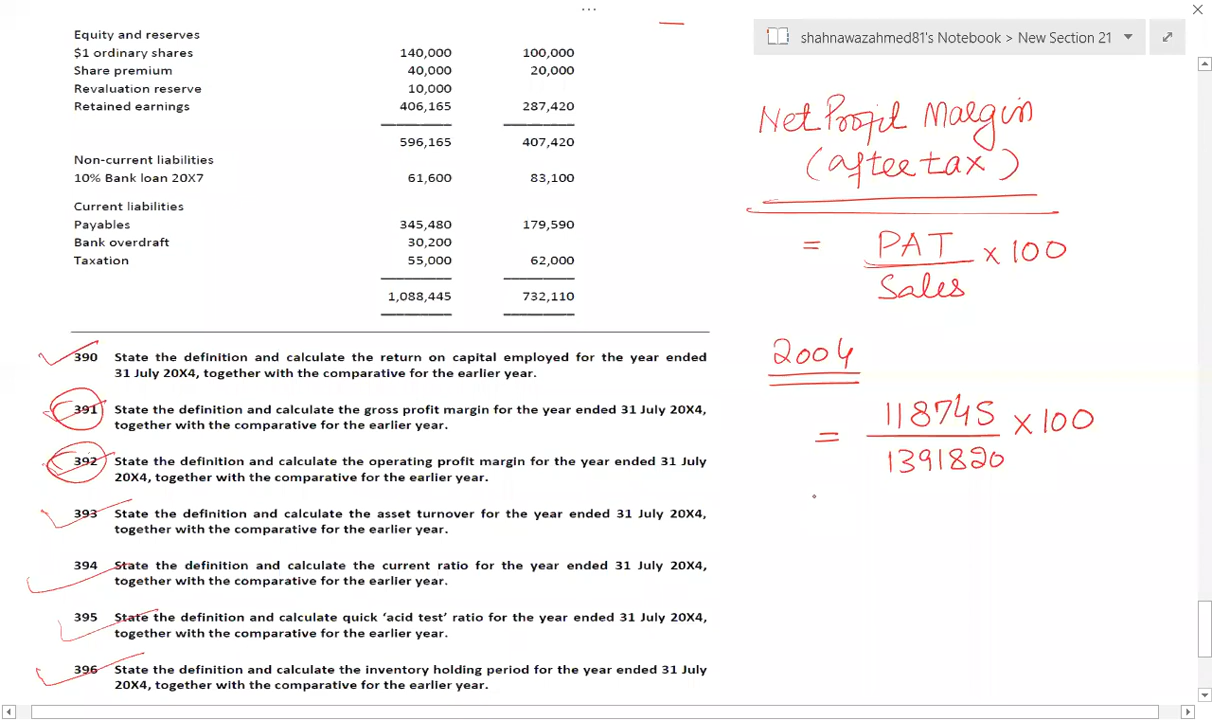 shahnawazahmed81's Notebook > New Section 21
Equity and reserves
$1 ordinary shares 140,000 100,000
Share premium 40,000 20,000
Revaluation reserve 10,000
Retained earnings 406,165 287,420
596,165 407,420
Non-current liabilities
10% Bank loan 20X7 61,600 83,100
Current liabilities
Payables 345,480 179,590
Bank overdraft 30,200
Taxation 55,000 62,000
1,088,445 732,110
390 State the definition and calculate the return on capital employed for the year ended
31 July 20X4, together with the comparative for the earlier year.
391 State the definition and calculate the gross profit margin for the year ended 31 July 20X4,
together with the comparative for the earlier year.
392 State the definition and calculate the operating profit margin for the year ended 31 July
20X4, together with the comparative for the earlier year.
393 State the definition and calculate the asset turnover for the year ended 31 July 20X4,
together with the comparative for the earlier year.
394 State the definition and calculate the current ratio for the year ended 31 July 20X4,
together with the comparative for the earlier year.
395 State the definition and calculate quick 'acid test' ratio for the year ended 31 July 20X4,
together with the comparative for the earlier year.
396 State the definition and calculate the inventory holding period for the year ended 31 July
20X4, together with the comparative for the earlier year.
Net Profit Margin
(after tax)
= PAT × 100
Sales
2004
= 118745 × 100
1391820